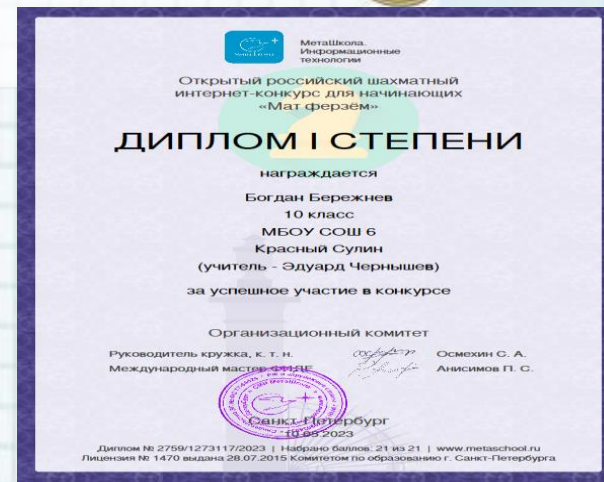 МетаШкола.
Информационные
технологии
Открытый российский шахматный
интернет-конкурс для начинающих
«Мат ферзём»
ДИПЛОМ I СТЕПЕНИ
награждается
Богдан Бережнев
10 класс
МБОУ СОШ 6
Красный Сулин
(учитель - Эдуард Чернышев)
за успешное участие в конкурсе
Организационный комитет
Руководитель кружка, к. т. н. Осмехин С. А.
Международный мастер ФИДЕ Анисимов П. С.
Санкт-Петербург
Диплом № 2759/1273117/2023 | Набрано баллов: 21 из 21 | www.metaschool.ru
Лицензия № 1470 выдана 28.07.2015 Комитетом по образованию г. Санкт-Петербурга